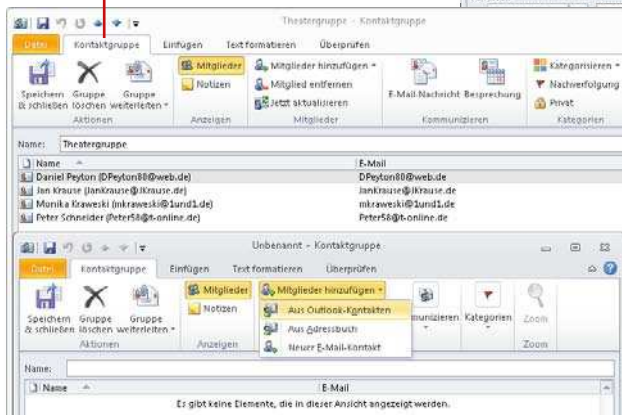 Theatergruppe - Kontaktgruppe
Datei Kontaktgruppe Einfügen Text formatieren Überprüfen
Speichern & schließen
Gruppe löschen
Gruppe weiterleiten
Aktionen
Mitglieder
Notizen
Anzeigen
Mitglieder hinzufügen
Mitglied entfernen
Jetzt aktualisieren
Mitglieder
E-Mail-Nachricht Besprechung
Kommunizieren
Kategorisieren
Nachverfolgung
Privat
Kategorien
Name: Theatergruppe
Name E-Mail
Daniel Peyton (DPeyton80@web.de) DPeyton80@web.de
Jan Krause (JanKrause@JKrause.de) JanKrause@JKrause.de
Monika Kraweski (mkraweski@1und1.de) mkraweski@1und1.de
Peter Schneider (Peter58@t-online.de) Peter58@t-online.de
Unbenannt - Kontaktgruppe
Datei Kontaktgruppe Einfügen Text formatieren Überprüfen
Speichern & schließen
Gruppe löschen
Gruppe weiterleiten
Aktionen
Mitglieder
Notizen
Anzeigen
Mitglieder hinzufügen
Aus Outlook-Kontakten
Aus Adressbuch
Neuer E-Mail-Kontakt
munizieren
Kategorien
Zoom
Zoom
Name:
Name E-Mail
Es gibt keine Elemente, die in dieser Ansicht angezeigt werden.